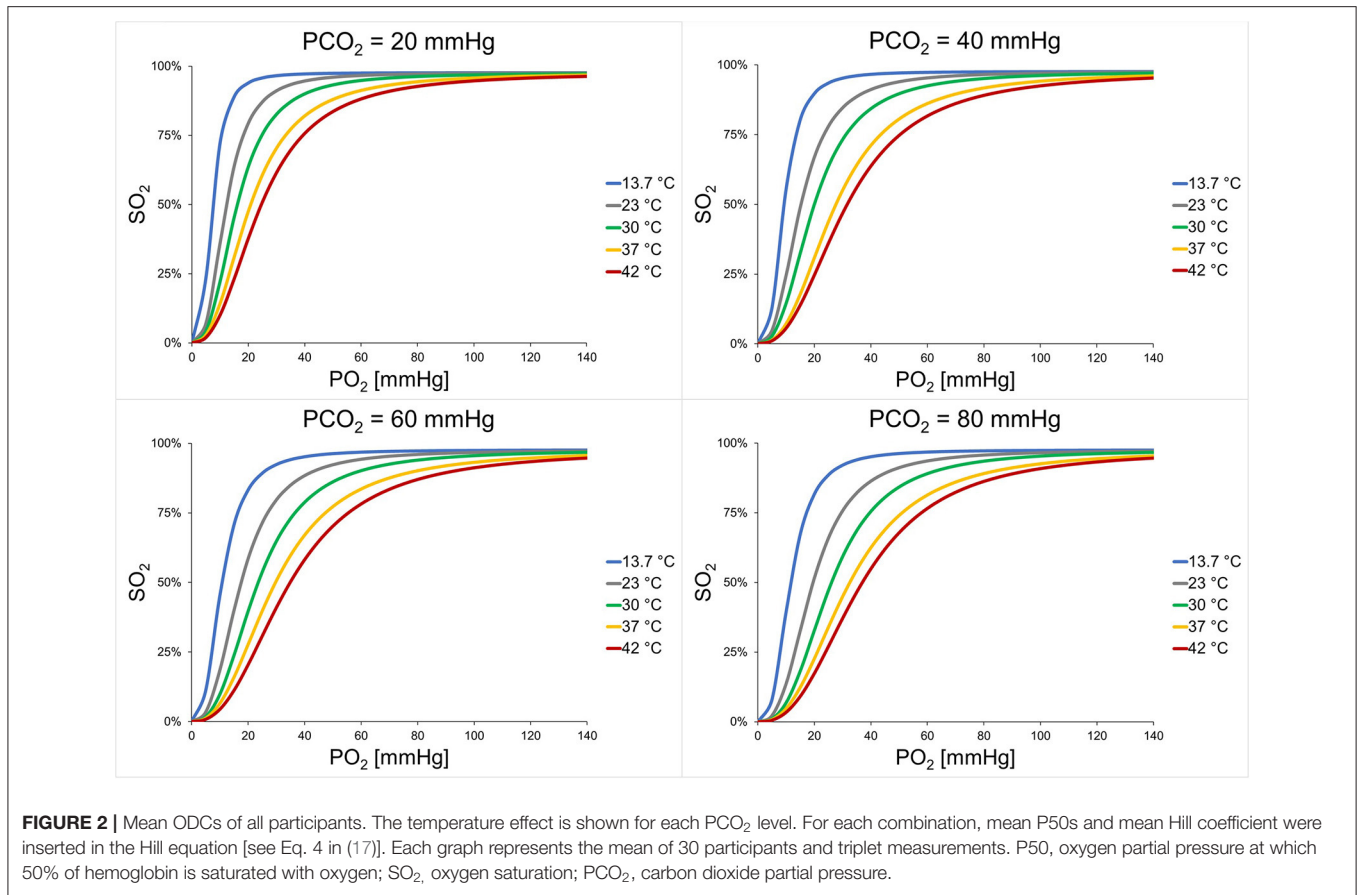 PCO₂ = 20 mmHg
100%
75%
50%
25%
0%
SO₂
0 20 40 60 80 100 120 140
PO₂ [mmHg]
13.7 °C
23 °C
30 °C
37 °C
42 °C
PCO₂ = 40 mmHg
100%
75%
50%
25%
0%
SO₂
0 20 40 60 80 100 120 140
PO₂ [mmHg]
13.7 °C
23 °C
30 °C
37 °C
42 °C
PCO₂ = 60 mmHg
100%
75%
50%
25%
0%
SO₂
0 20 40 60 80 100 120 140
PO₂ [mmHg]
13.7 °C
23 °C
30 °C
37 °C
42 °C
PCO₂ = 80 mmHg
100%
75%
50%
25%
0%
SO₂
0 20 40 60 80 100 120 140
PO₂ [mmHg]
13.7 °C
23 °C
30 °C
37 °C
42 °C
FIGURE 2 | Mean ODCs of all participants. The temperature effect is shown for each PCO₂ level. For each combination, mean P50s and mean Hill coefficient were
inserted in the Hill equation [see Eq. 4 in (17)]. Each graph represents the mean of 30 participants and triplet measurements. P50, oxygen partial pressure at which
50% of hemoglobin is saturated with oxygen; SO₂, oxygen saturation; PCO₂, carbon dioxide partial pressure.